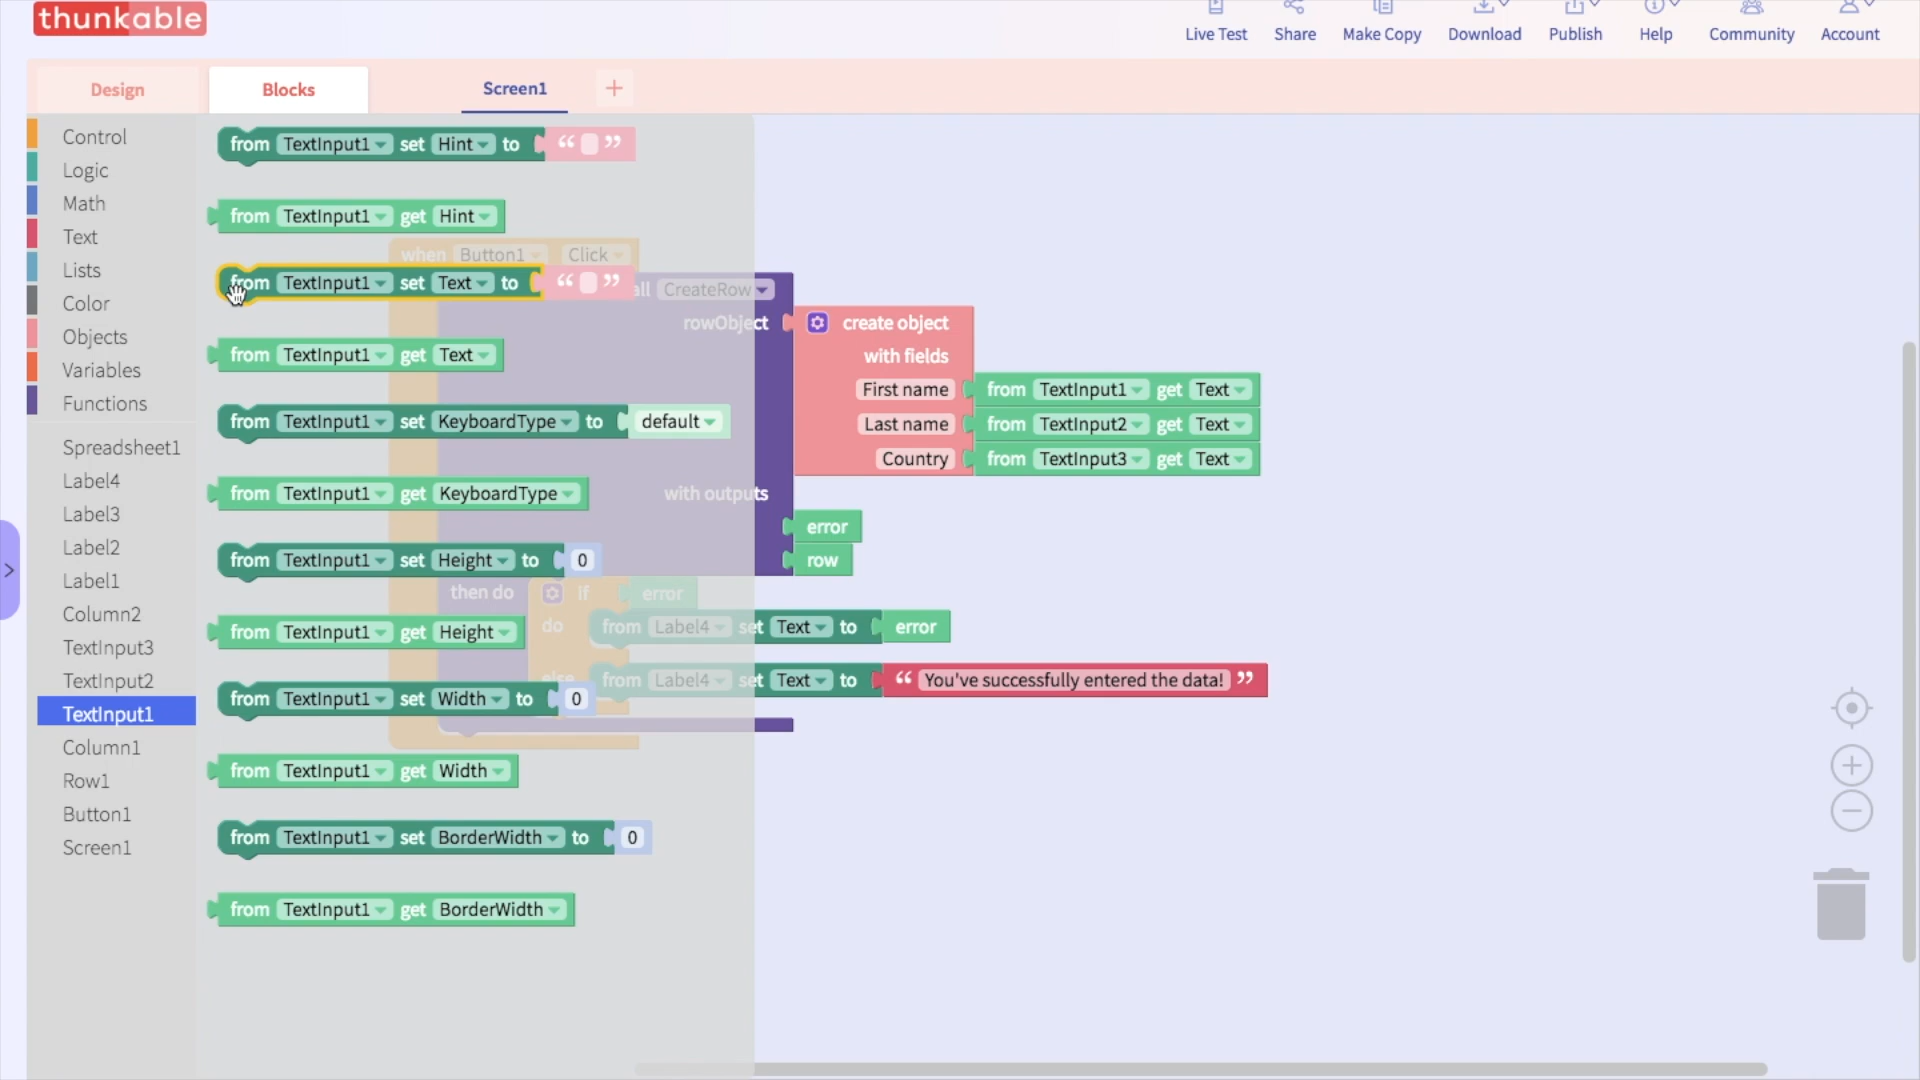 thunkable
Live Test Share Make Copy Download Publish Help Community Account
Design Blocks Screen1 +
Control
Logic
Math
Text
Lists
Color
Objects
Variables
Functions
Spreadsheet1
Label4
Label3
Label2
Label1
Column2
TextInput3
TextInput2
TextInput1
Column1
Row1
Button1
Screen1
from TextInput1 set Hint to “ ”
from TextInput1 get Hint
from TextInput1 set Text to “ ”
from TextInput1 get Text
from TextInput1 set KeyboardType to default
from TextInput1 get KeyboardType
from TextInput1 set Height to 0
from TextInput1 get Height
from TextInput1 set Width to 0
from TextInput1 get Width
from TextInput1 set BorderWidth to 0
from TextInput1 get BorderWidth
when Button1 Click
all CreateRow
rowObject
create object
with fields
First name from TextInput1 get Text
Last name from TextInput2 get Text
Country from TextInput3 get Text
with outputs
error
row
then do if error
do from Label4 set Text to error
else from Label4 set Text to “ You've successfully entered the data! ”